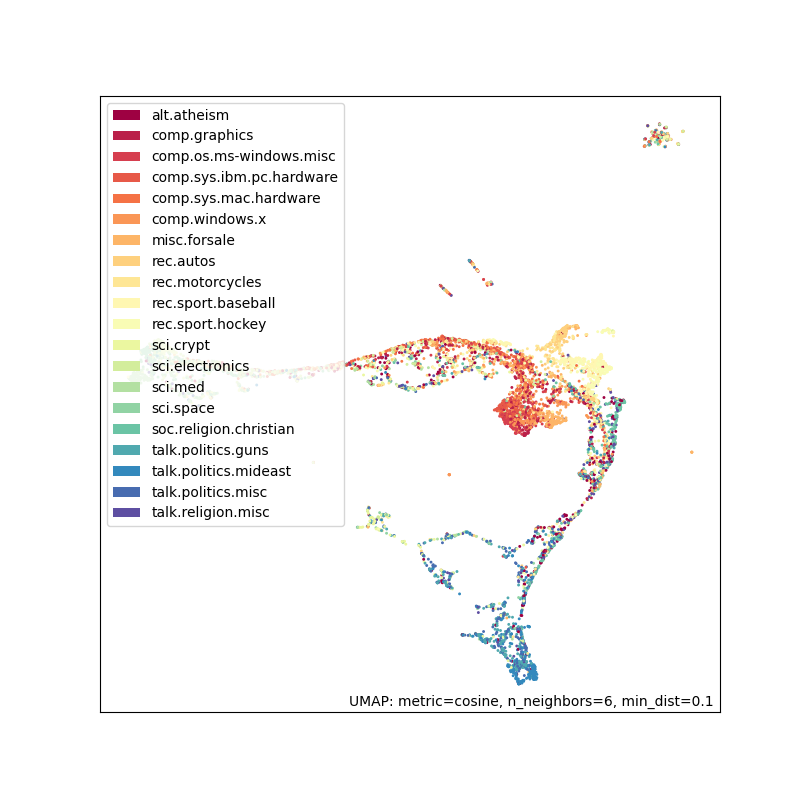 alt.atheism
comp.graphics
comp.os.ms-windows.misc
comp.sys.ibm.pc.hardware
comp.sys.mac.hardware
comp.windows.x
misc.forsale
rec.autos
rec.motorcycles
rec.sport.baseball
rec.sport.hockey
sci.crypt
sci.electronics
sci.med
sci.space
soc.religion.christian
talk.politics.guns
talk.politics.mideast
talk.politics.misc
talk.religion.misc
UMAP: metric=cosine, n_neighbors=6, min_dist=0.1